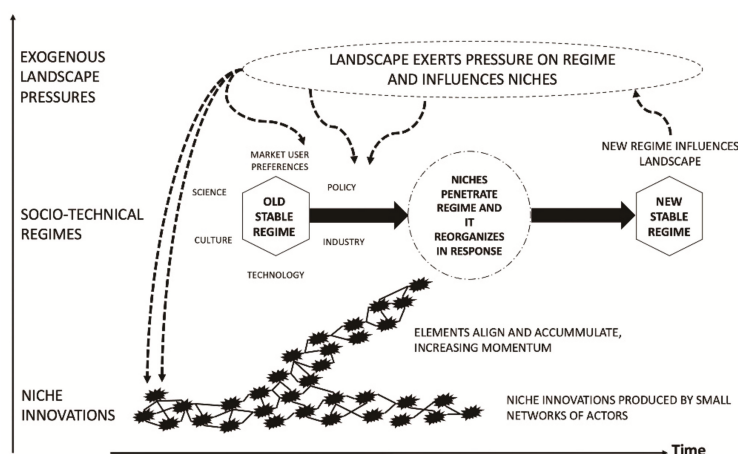 EXOGENOUS
LANDSCAPE
PRESSURES
LANDSCAPE EXERTS PRESSURE ON REGIME
AND INFLUENCES NICHES
MARKET USER
PREFERENCES
NEW REGIME INFLUENCES
LANDSCAPE
SCIENCE
POLICY
SOCIO-TECHNICAL
REGIMES
OLD
STABLE
REGIME
NICHES
PENETRATE
REGIME AND
IT
REORGANIZES
IN RESPONSE
NEW
STABLE
REGIME
CULTURE
INDUSTRY
TECHNOLOGY
ELEMENTS ALIGN AND ACCUMMULATE,
INCREASING MOMENTUM
NICHE
INNOVATIONS
NICHE INNOVATIONS PRODUCED BY SMALL
NETWORKS OF ACTORS
Time